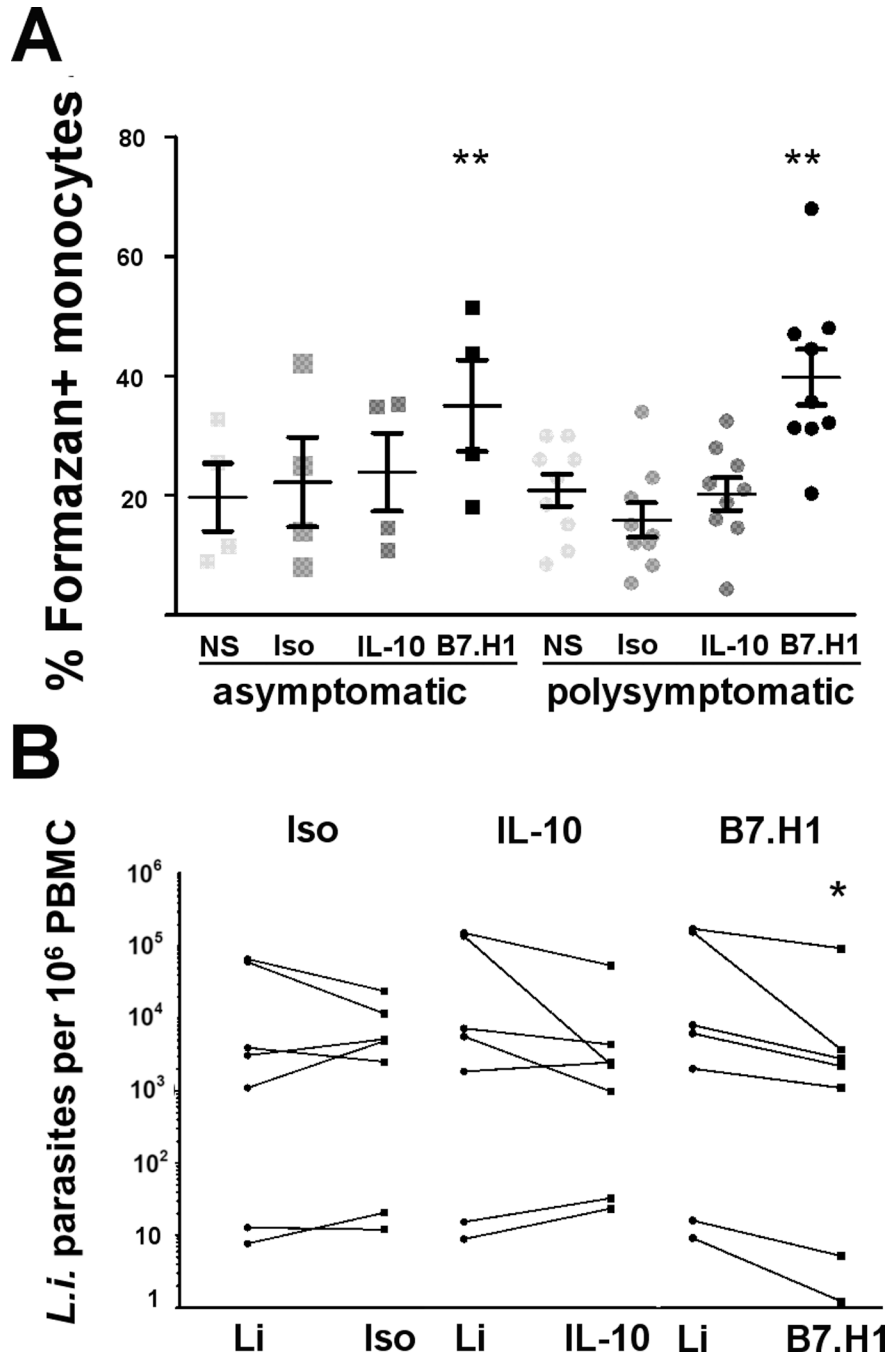 A
% Formazan+ monocytes
80
60
40
20
**
**
NS Iso IL-10 B7.H1 NS Iso IL-10 B7.H1
asymptomatic polysymptomatic
B
L.i. parasites per 10⁶ PBMC
Iso IL-10 B7.H1
*
10⁶
10⁵
10⁴
10³
10²
10
1
Li Iso Li IL-10 Li B7.H1